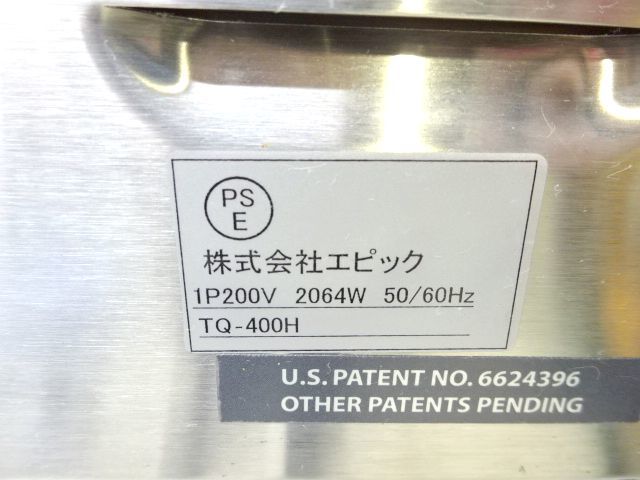 PS
E
株式会社エピック
1P200V 2064W 50/60Hz
TQ-400H
U.S. PATENT NO. 6624396
OTHER PATENTS PENDING